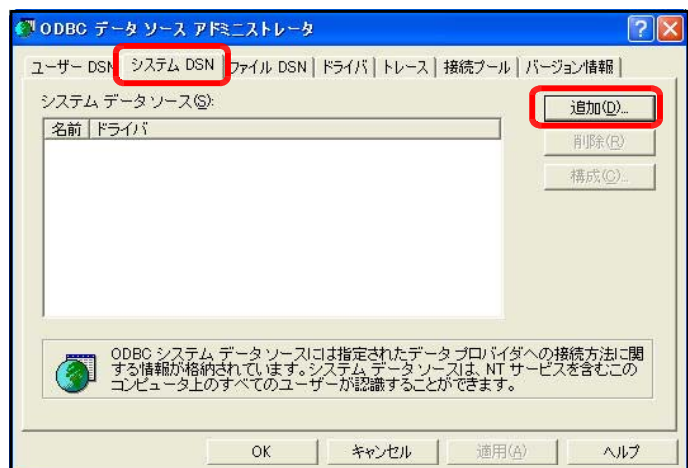 ODBC データ ソース アドミニストレータ
ユーザー DSN システム DSN ファイル DSN ドライバ トレース 接続プール バージョン情報
システム データ ソース(S):
追加(D)...
名前 ドライバ
削除(R)
構成(C)...
ODBC システム データ ソースには指定されたデータ プロバイダへの接続方法に関
する情報が格納されています。システム データ ソースは、NT サービスを含むこの
コンピュータ上のすべてのユーザーが認識することができます。
OK キャンセル 適用(A) ヘルプ